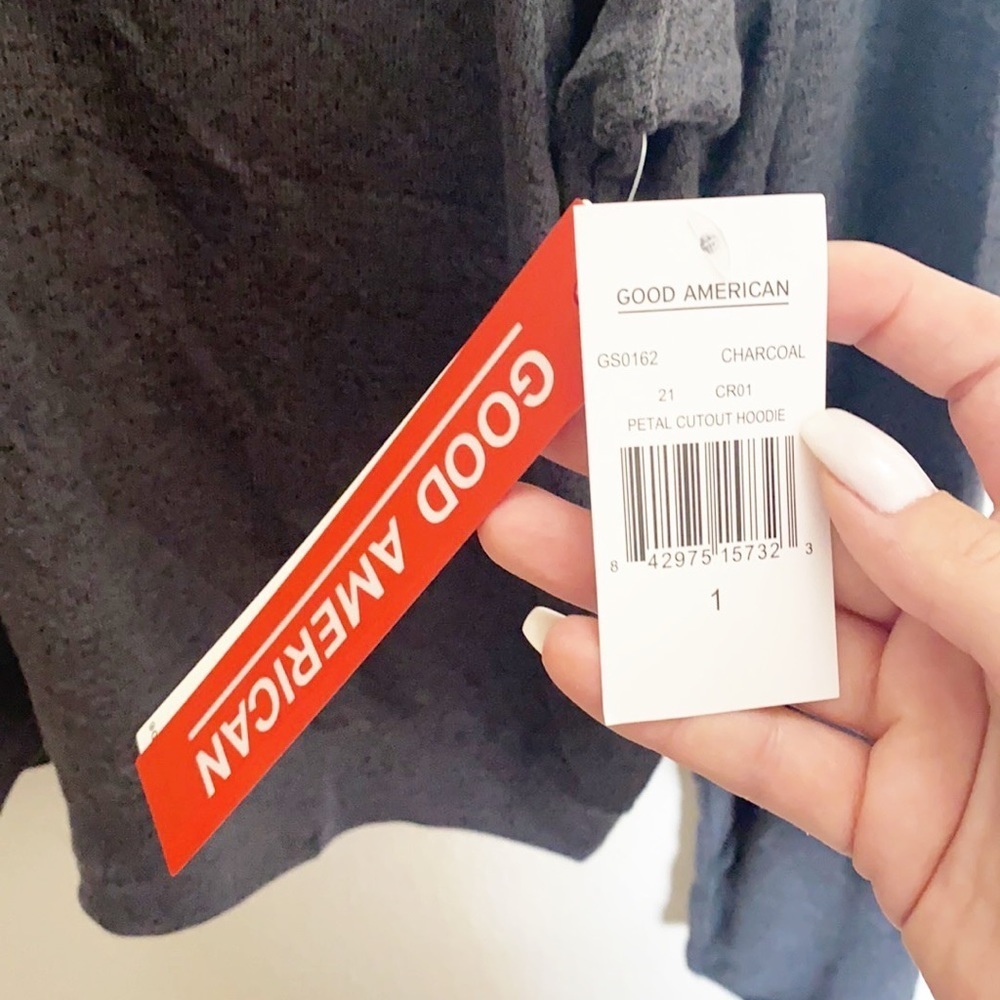 GOOD AMERICAN
GOOD AMERICAN
GS0162 CHARCOAL
21 CR01
PETAL CUTOUT HOODIE
8 42975 15732 3
1